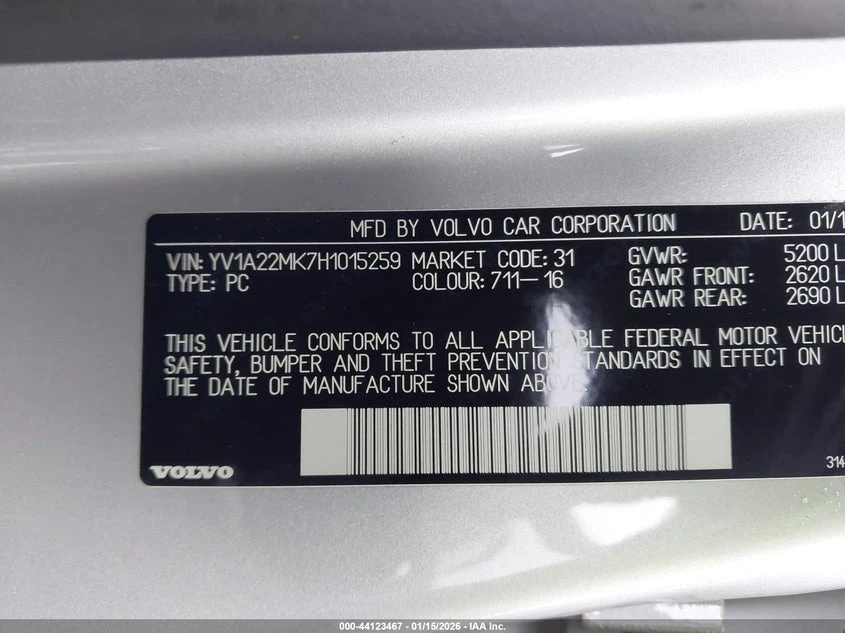 MFD BY VOLVO CAR CORPORATION DATE: 01/1
VIN: YV1A22MK7H1015259 MARKET CODE: 31 GVWR: 5200 L
TYPE: PC COLOUR: 711-16 GAWR FRONT: 2620 L
GAWR REAR: 2690 L
THIS VEHICLE CONFORMS TO ALL APPLICABLE FEDERAL MOTOR VEHICL
SAFETY, BUMPER AND THEFT PREVENTION STANDARDS IN EFFECT ON
THE DATE OF MANUFACTURE SHOWN ABOVE
VOLVO
314
000-44123467 - 01/15/2026 - IAA Inc.